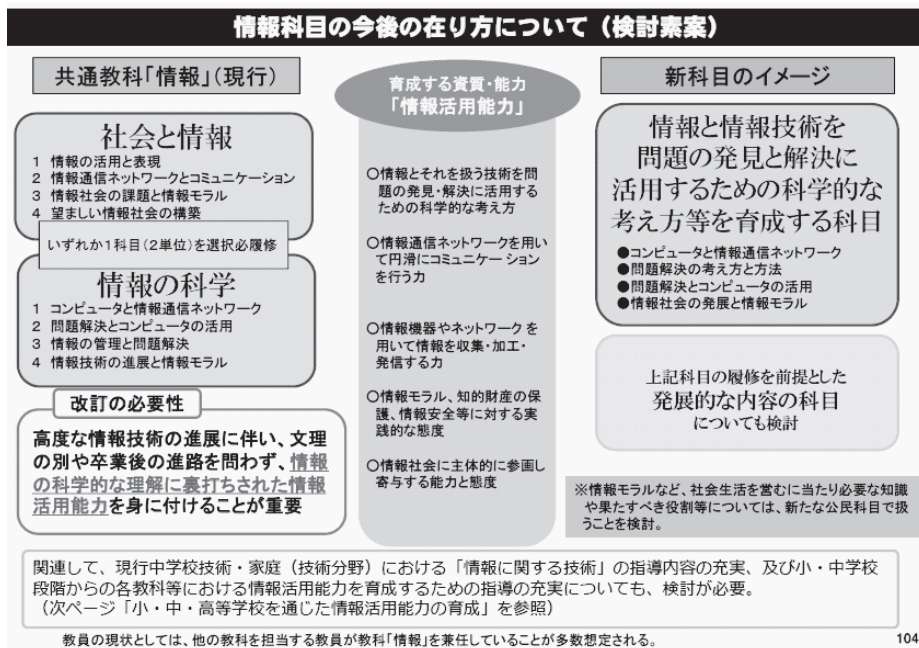 情報科目の今後の在り方について（検討素案）
共通教科「情報」（現行）
社会と情報
1 情報の活用と表現
2 情報通信ネットワークとコミュニケーション
3 情報社会の課題と情報モラル
4 望ましい情報社会の構築
いずれか1科目（2単位）を選択必履修
情報の科学
1 コンピュータと情報通信ネットワーク
2 問題解決とコンピュータの活用
3 情報の管理と問題解決
4 情報技術の進展と情報モラル
改訂の必要性
高度な情報技術の進展に伴い、文理
の別や卒業後の進路を問わず、情報
の科学的な理解に裏打ちされた情報
活用能力を身に付けることが重要
育成する資質・能力
「情報活用能力」
○情報とそれを扱う技術を問
題の発見・解決に活用する
ための科学的な考え方
○情報通信ネットワークを用い
て円滑にコミュニケーションを
行う力
○情報機器やネットワークを
用いて情報を収集・加工・
発信する力
○情報モラル、知的財産の保
護、情報安全等に対する実
践的な態度
○情報社会に主体的に参画し
寄与する能力と態度
新科目のイメージ
情報と情報技術を
問題の発見と解決に
活用するための科学的な
考え方等を育成する科目
●コンピュータと情報通信ネットワーク
●問題解決の考え方と方法
●問題解決とコンピュータの活用
●情報社会の発展と情報モラル
上記科目の履修を前提とした
発展的な内容の科目
についても検討
※情報モラルなど、社会生活を営むに当たり必要な知識
や果たすべき役割等については、新たな公民科目で扱
うことを検討。
関連して、現行中学校技術・家庭（技術分野）における「情報に関する技術」の指導内容の充実、及び小・中学校
段階からの各教科等における情報活用能力を育成するための指導の充実についても、検討が必要。
（次ページ「小・中・高等学校を通じた情報活用能力の育成」を参照）
教員の現状としては、他の教科を担当する教員が教科「情報」を兼任していることが多数想定される。
104